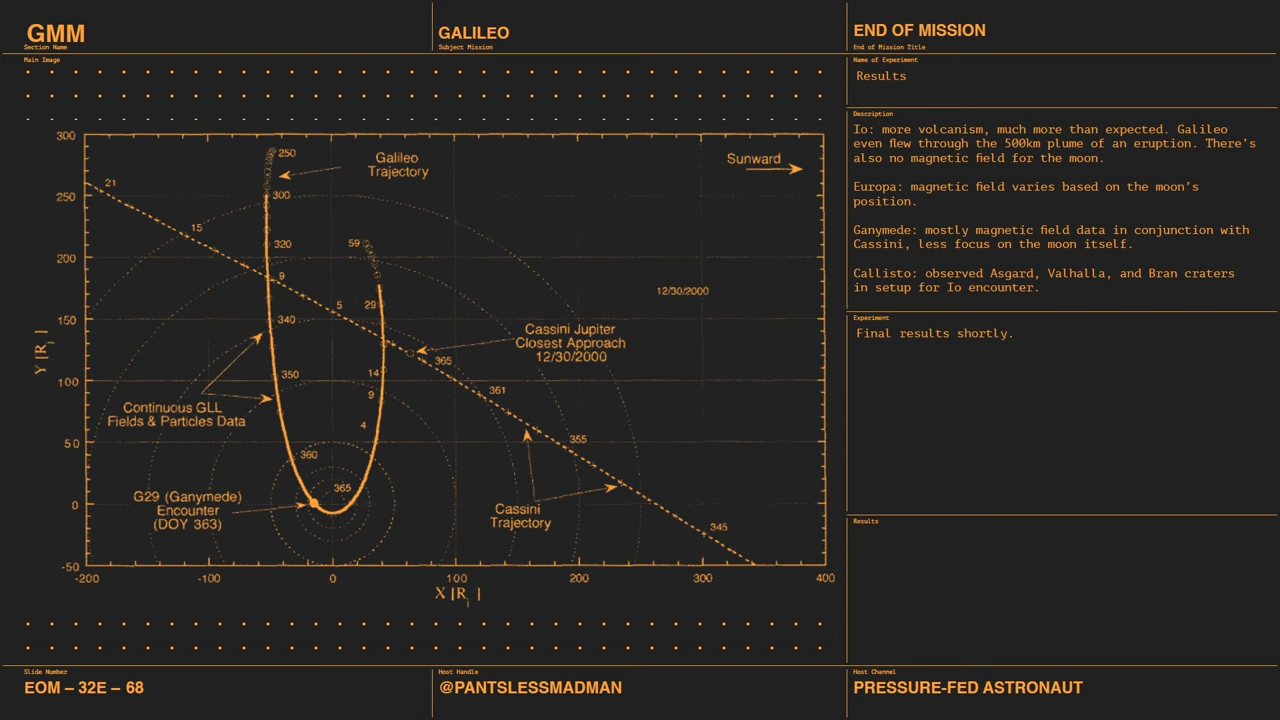 GMM
Section Name
GALILEO
Subject Mission
END OF MISSION
End of Mission Title
Main Image
Name of Experiment
Results
Description
Io: more volcanism, much more than expected. Galileo
even flew through the 500km plume of an eruption. There’s
also no magnetic field for the moon.
Europa: magnetic field varies based on the moon’s
position.
Ganymede: mostly magnetic field data in conjunction with
Cassini, less focus on the moon itself.
Callisto: observed Asgard, Valhalla, and Bran craters
in setup for Io encounter.
Experiment
Final results shortly.
Results
300
250
200
150
100
50
0
-50
Y [Rj]
-200
-100
0
100
200
300
400
X [Rj]
250
Galileo
Trajectory
Sunward
21
300
15
320
59
9
12/30/2000
5
29
340
Cassini Jupiter
Closest Approach
12/30/2000
365
350
14
361
9
Continuous GLL
Fields & Particles Data
4
355
360
365
G29 (Ganymede)
Encounter
(DOY 363)
Cassini
Trajectory
345
Slide Number
EOM – 32E – 68
Host Handle
@PANTSLESSMADMAN
Host Channel
PRESSURE-FED ASTRONAUT